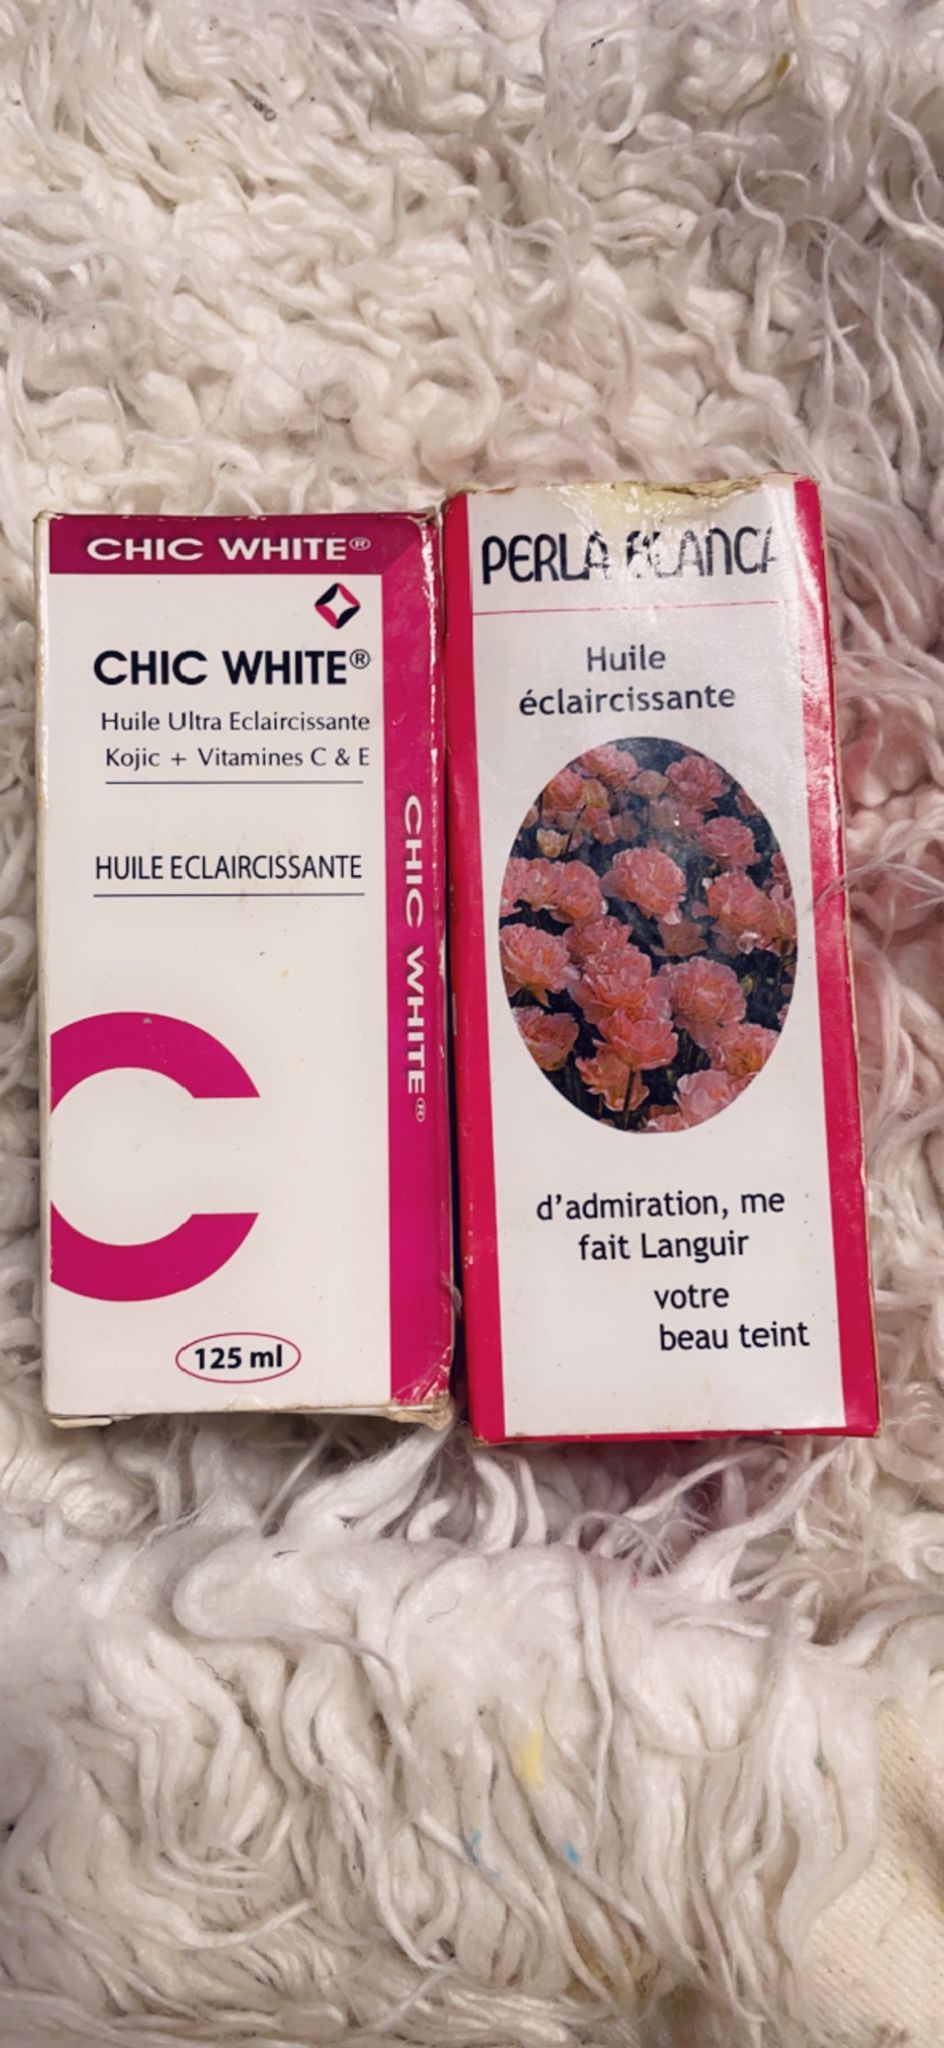 CHIC WHITE®
CHIC WHITE®
Huile Ultra Eclaircissante
Kojic + Vitamines C & E
HUILE ECLAIRCISSANTE
125 ml
CHIC WHITE®
PERLA BLANCA
Huile
éclaircissante
d'admiration, me
fait Languir
votre
beau teint